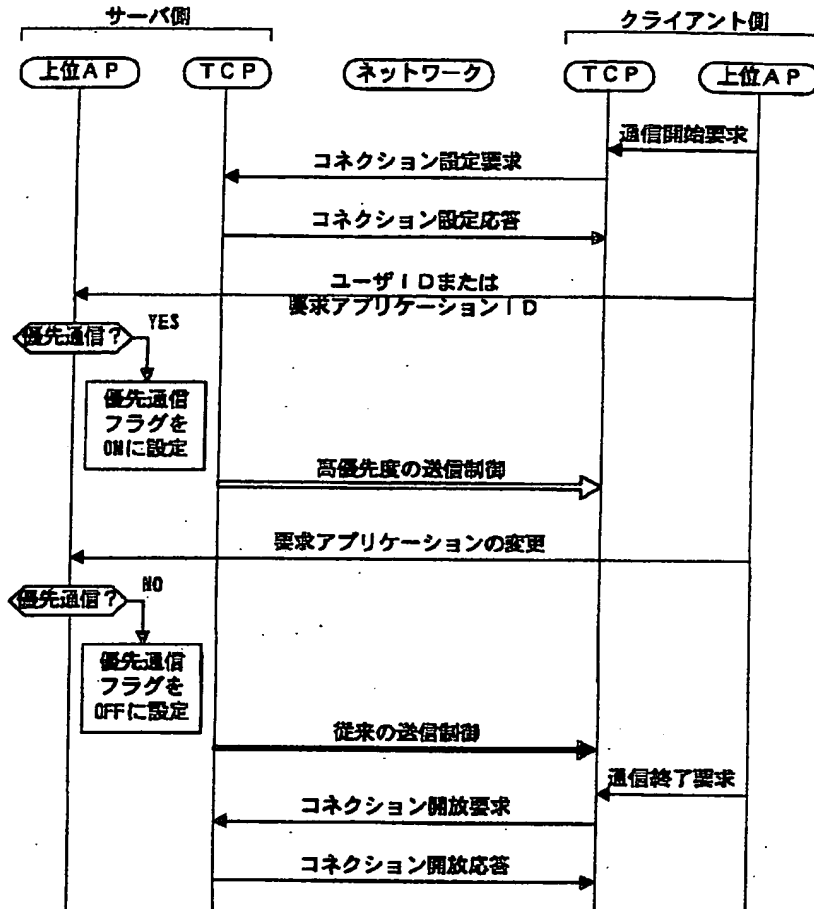 サーバ側
クライアント側
上位AP
TCP
ネットワーク
TCP
上位AP
通信開始要求
コネクション設定要求
コネクション設定応答
ユーザIDまたは
要求アプリケーションID
優先通信?
YES
優先通信
フラグを
ONに設定
高優先度の送信制御
要求アプリケーションの変更
優先通信?
NO
優先通信
フラグを
OFFに設定
従来の送信制御
通信終了要求
コネクション開放要求
コネクション開放応答